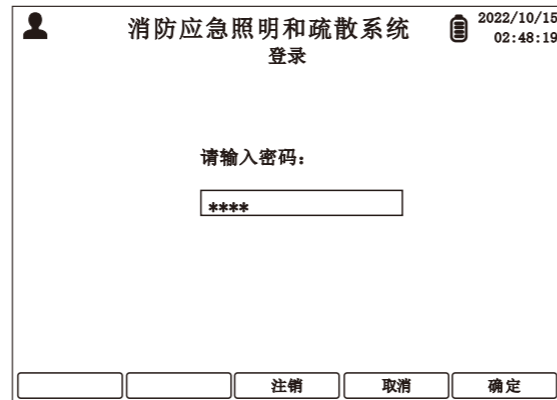 消防应急照明和疏散系统
2022/10/15
02:48:19
登录
请输入密码：
****
注销 取消 确定